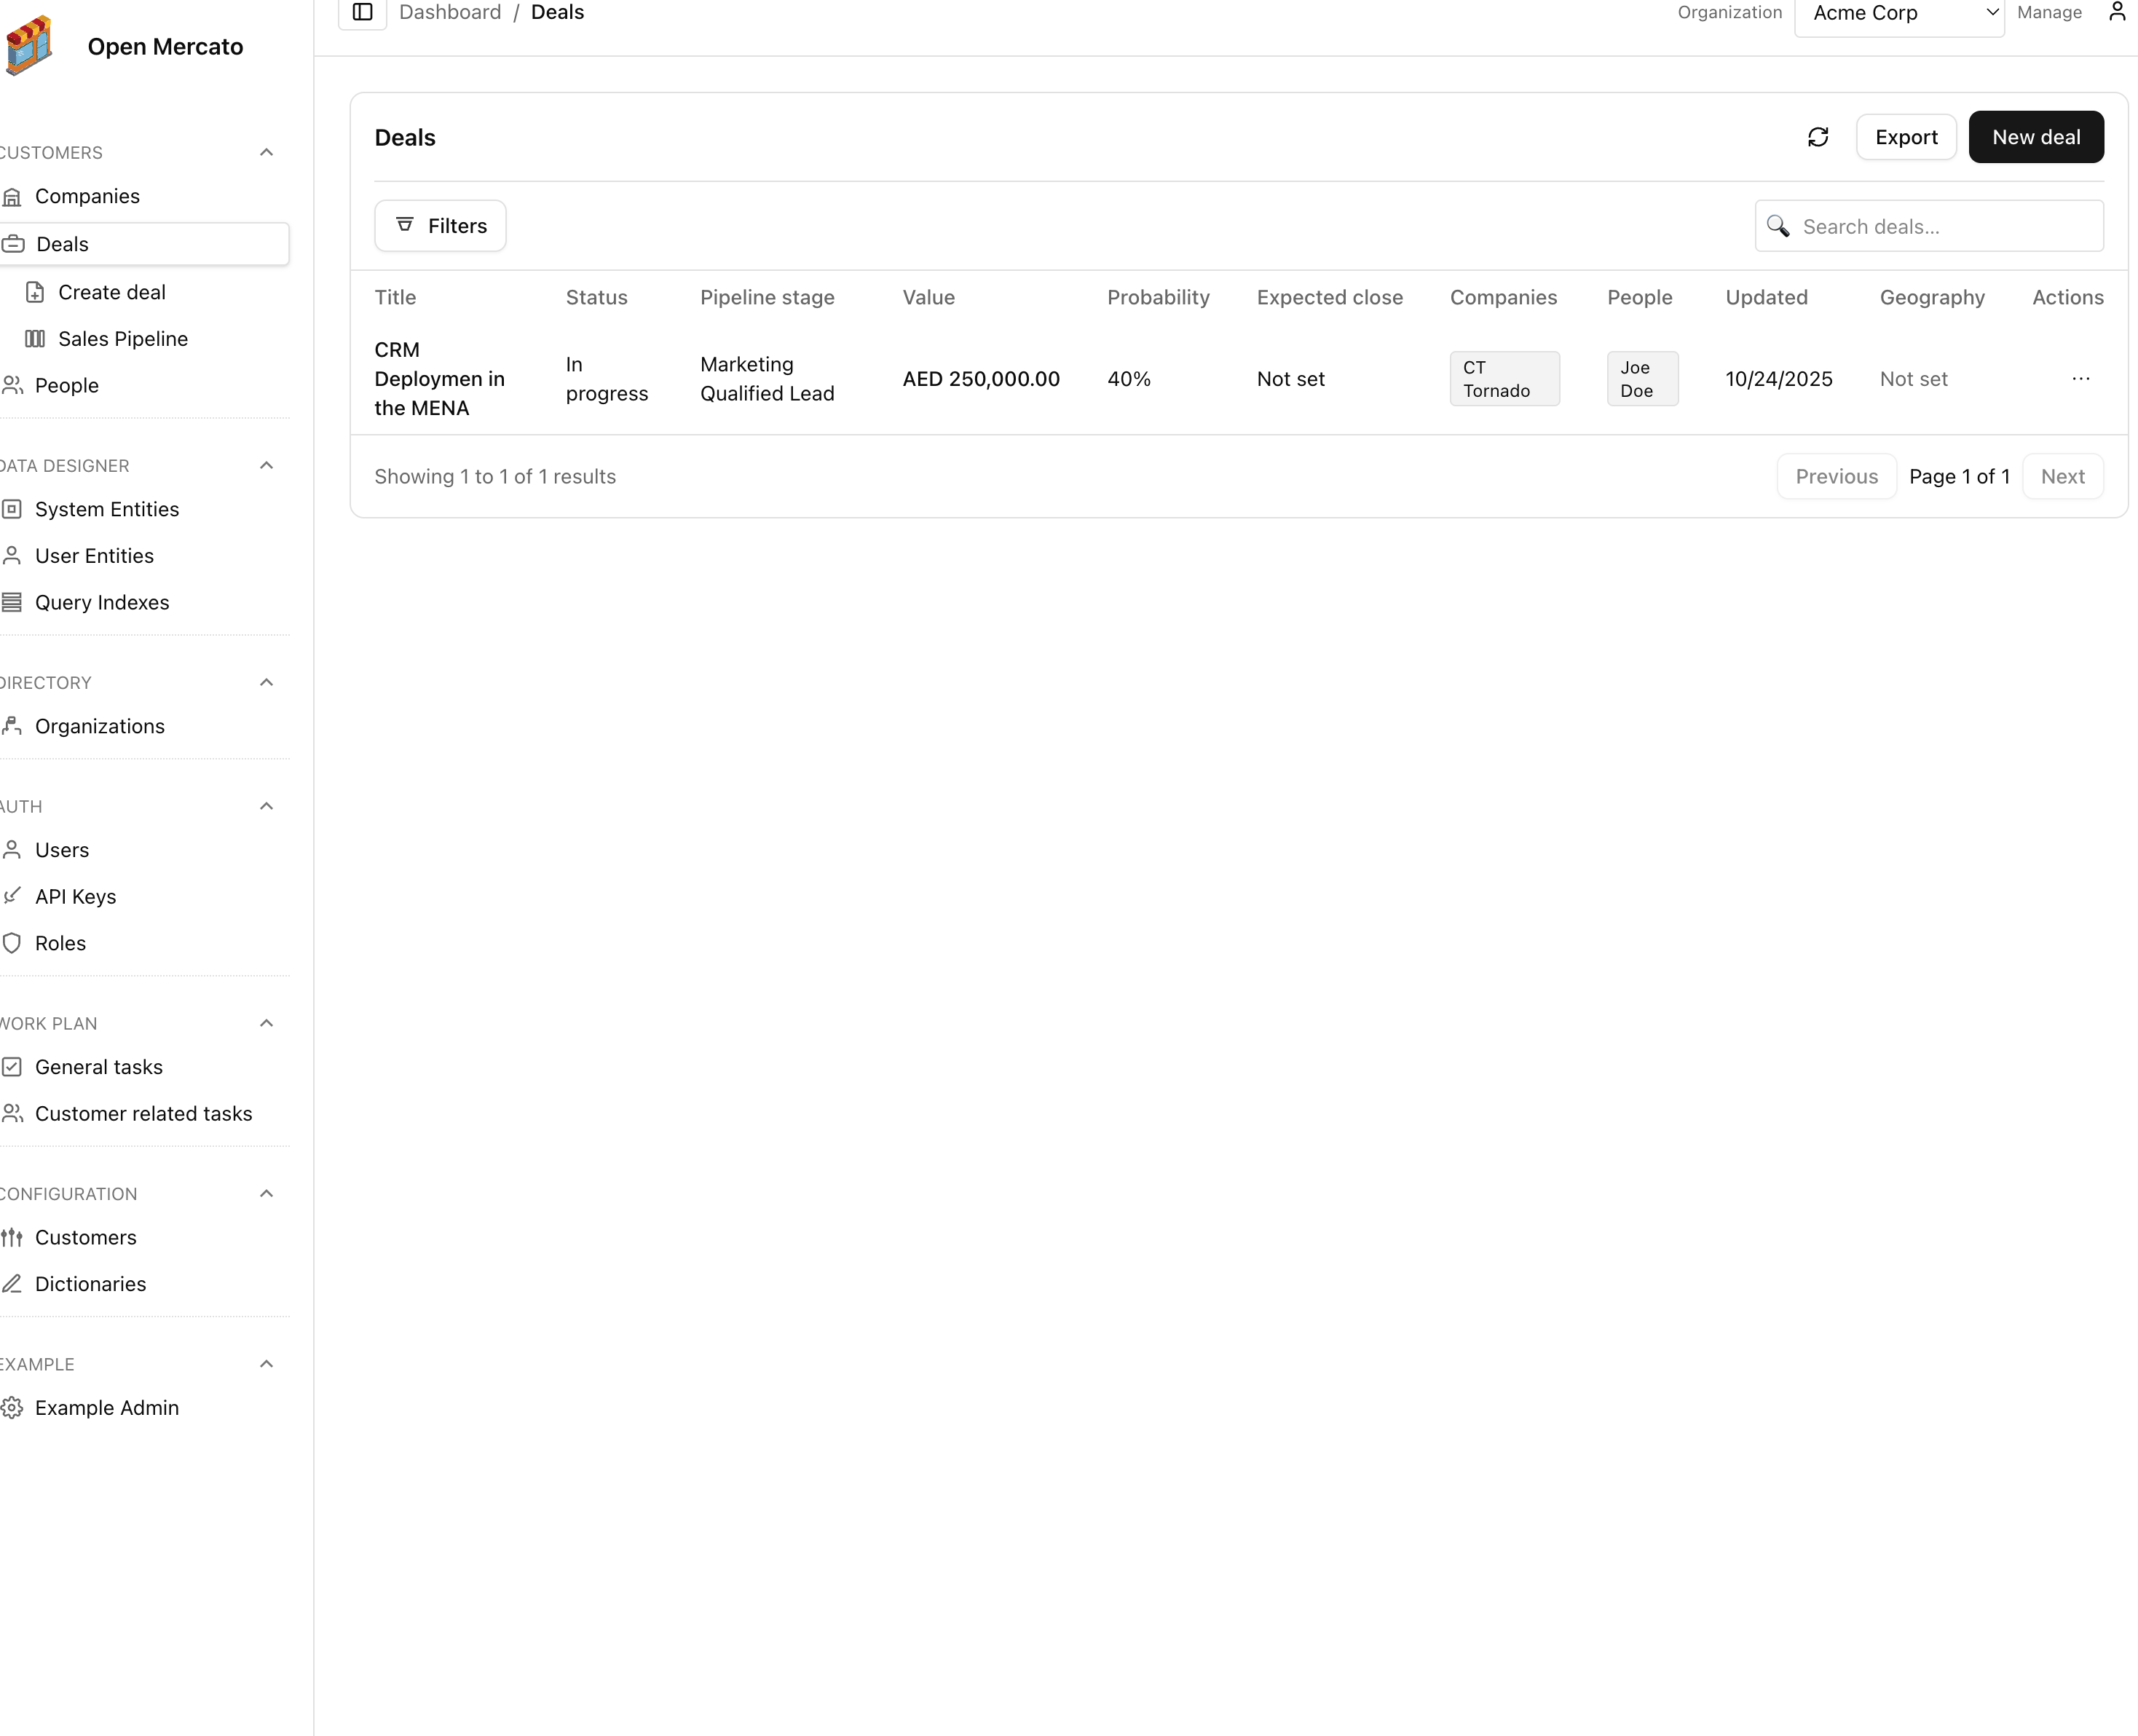 Open Mercato
CUSTOMERS
Companies
Deals
Create deal
Sales Pipeline
People
DATA DESIGNER
System Entities
User Entities
Query Indexes
DIRECTORY
Organizations
AUTH
Users
API Keys
Roles
WORK PLAN
General tasks
Customer related tasks
CONFIGURATION
Customers
Dictionaries
EXAMPLE
Example Admin
Dashboard / Deals
Organization Acme Corp Manage
Deals
Export New deal
Filters
Search deals...
Title Status Pipeline stage Value Probability Expected close Companies People Updated Geography Actions
CRM
Deploymen in
the MENA
In
progress
Marketing
Qualified Lead
AED 250,000.00
40%
Not set
CT
Tornado
Joe
Doe
10/24/2025
Not set
...
Showing 1 to 1 of 1 results
Previous Page 1 of 1 Next